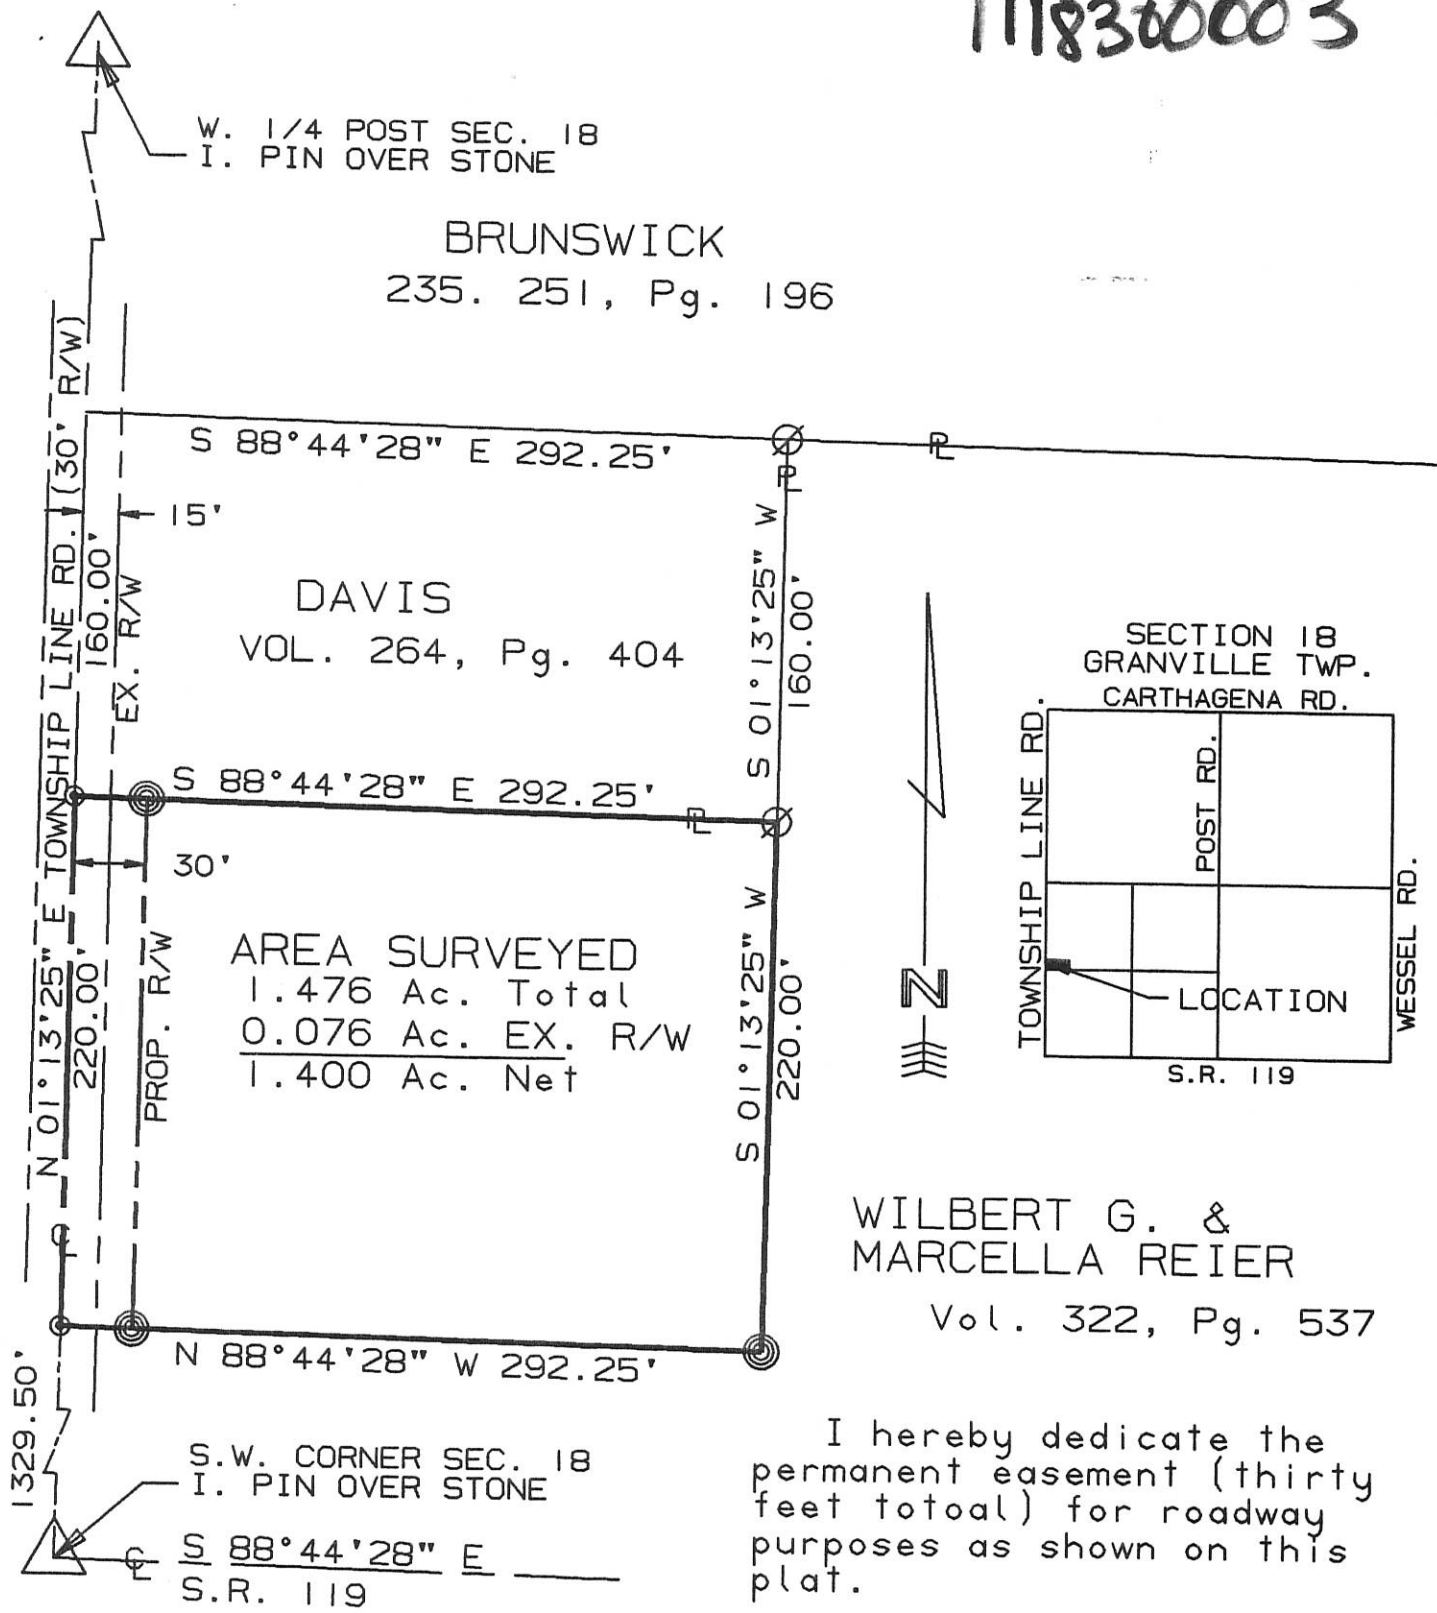 1118300003
W. 1/4 POST SEC. 18
I. PIN OVER STONE
BRUNSWICK
235. 251, Pg. 196
S 88°44'28" E 292.25'
15'
TOWNSHIP LINE RD. (30' R/W)
160.00'
EX. R/W
DAVIS
VOL. 264, Pg. 404
S 01°13'25" W
160.00'
SECTION 18
GRANVILLE TWP.
CARTHAGENA RD.
TOWNSHIP LINE RD.
POST RD.
WESSEL RD.
LOCATION
S.R. 119
N
S 88°44'28" E 292.25'
30'
N 01°13'25" E
220.00'
PROP. R/W
AREA SURVEYED
1.476 Ac. Total
0.076 Ac. EX. R/W
1.400 Ac. Net
S 01°13'25" W
220.00'
WILBERT G. &
MARCELLA REIER
Vol. 322, Pg. 537
N 88°44'28" W 292.25'
1329.50'
S.W. CORNER SEC. 18
I. PIN OVER STONE
S 88°44'28" E
S.R. 119
I hereby dedicate the
permanent easement (thirty
feet totoal) for roadway
purposes as shown on this
plat.